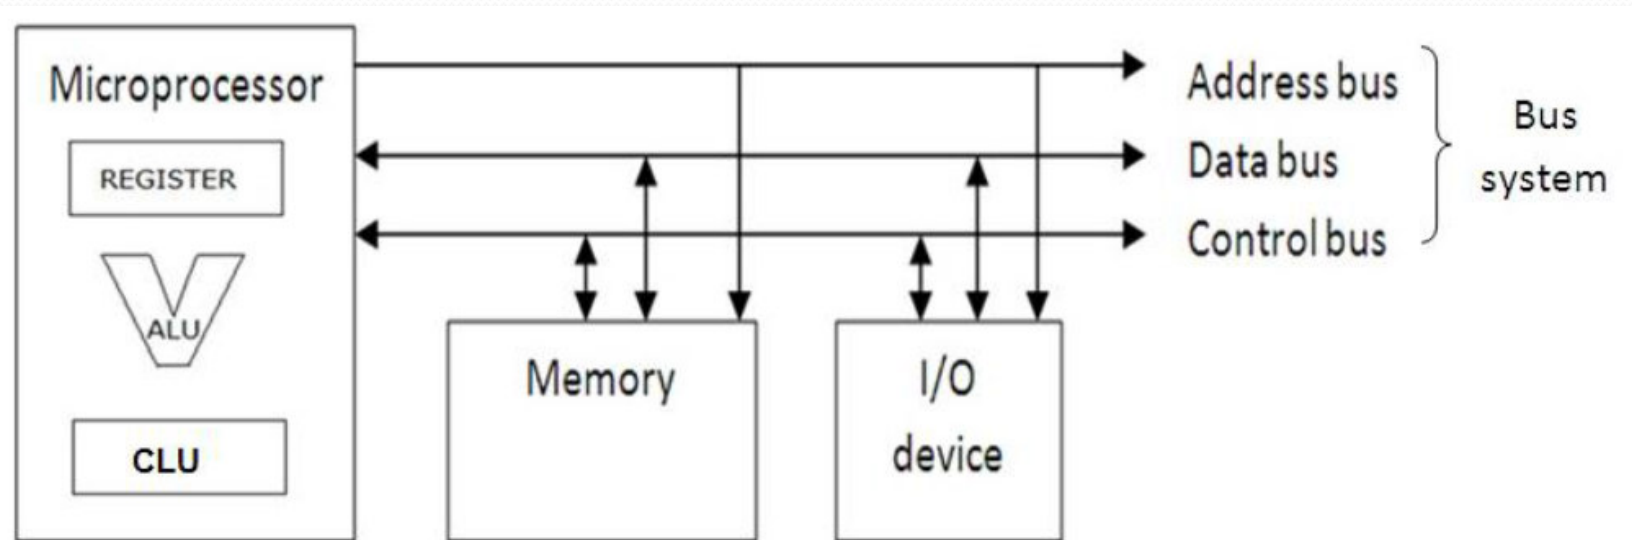 Microprocessor
REGISTER
ALU
CLU
Memory
I/O
device
Address bus
Data bus
Control bus
Bus
system